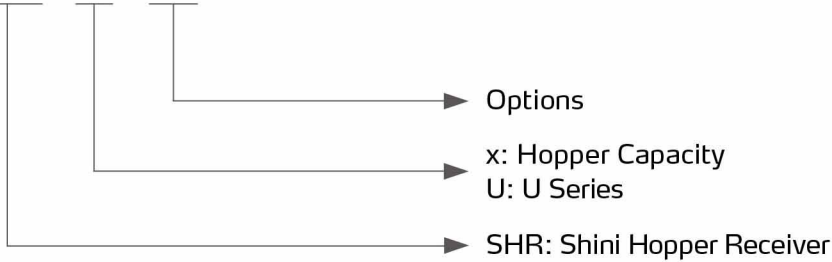 Options
x: Hopper Capacity
U: U Series
SHR: Shini Hopper Receiver